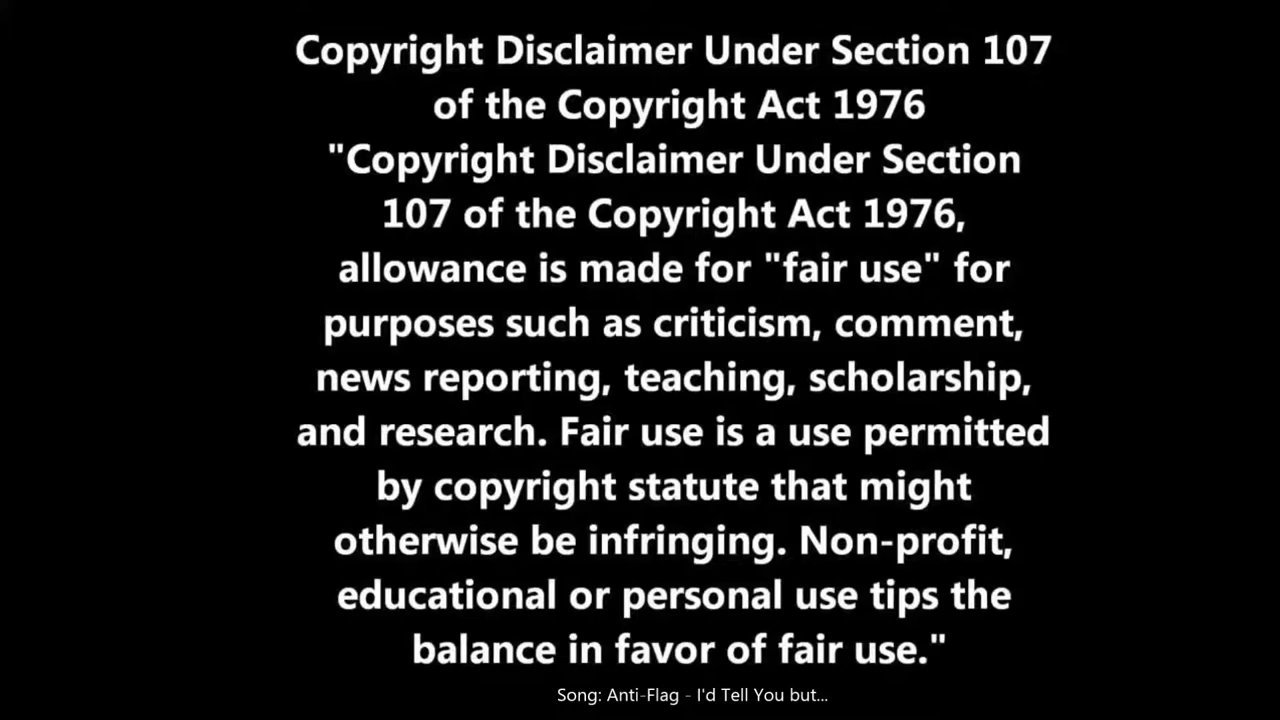 Copyright Disclaimer Under Section 107
of the Copyright Act 1976
"Copyright Disclaimer Under Section
107 of the Copyright Act 1976,
allowance is made for "fair use" for
purposes such as criticism, comment,
news reporting, teaching, scholarship,
and research. Fair use is a use permitted
by copyright statute that might
otherwise be infringing. Non-profit,
educational or personal use tips the
balance in favor of fair use."
Song: Anti-Flag - I'd Tell You but...